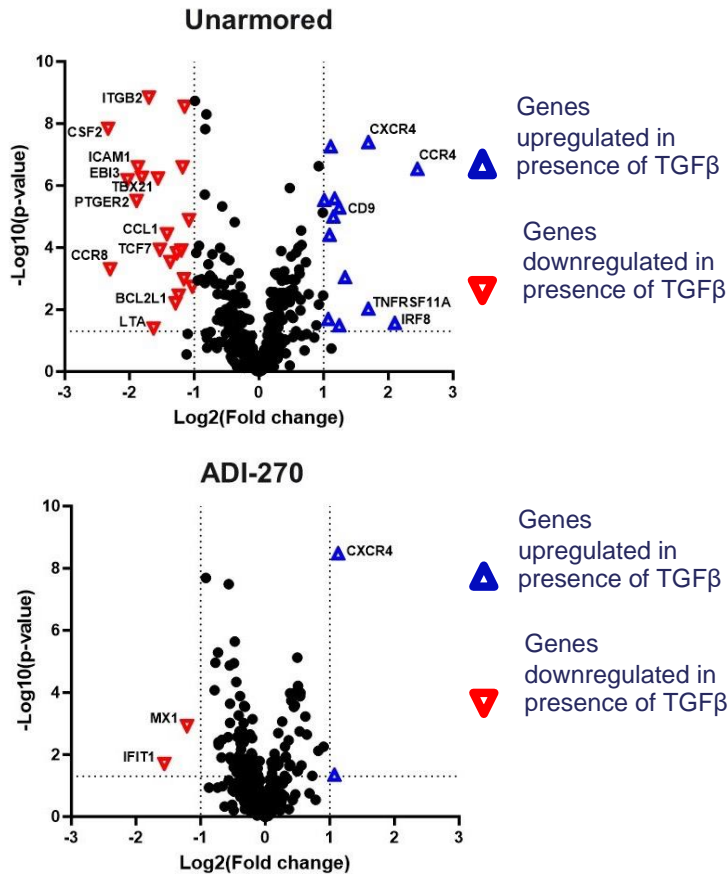 Unarmored
10
8
6
4
2
0
-3
-2
-1
0
1
2
3
-Log10(p-value)
Log2(Fold change)
ITGB2
CSF2
ICAM1
EBI3
TBX21
PTGER2
CCL1
TCF7
CCR8
BCL2L1
LTA
CXCR4
CCR4
CD9
TNFRSF11A
IRF8
Genes
upregulated in
presence of TGFβ
Genes
downregulated in
presence of TGFβ
ADI-270
10
8
6
4
2
0
-3
-2
-1
0
1
2
3
-Log10(p-value)
Log2(Fold change)
CXCR4
MX1
IFIT1
Genes
upregulated in
presence of TGFβ
Genes
downregulated in
presence of TGFβ